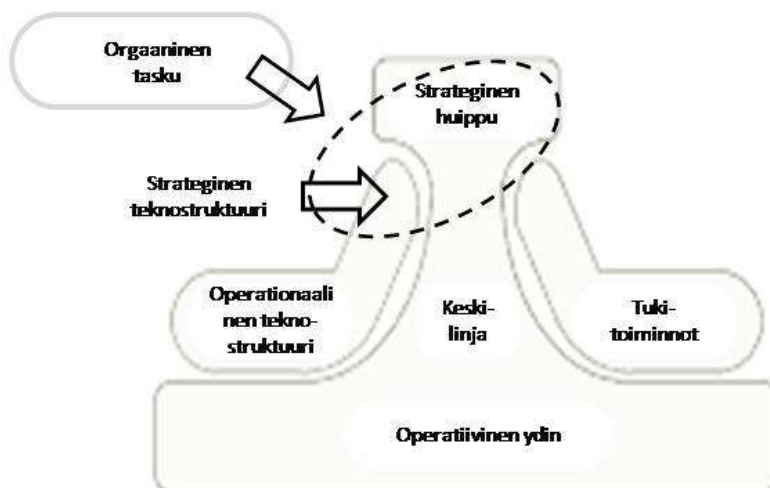 Orgaaninen
tasku
Strateginen
huippu
Strateginen
teknostruktuuri
Operationaali
nen tekno-
struktuuri
Keski-
linja
Tuki-
toiminnot
Operatiivinen ydin